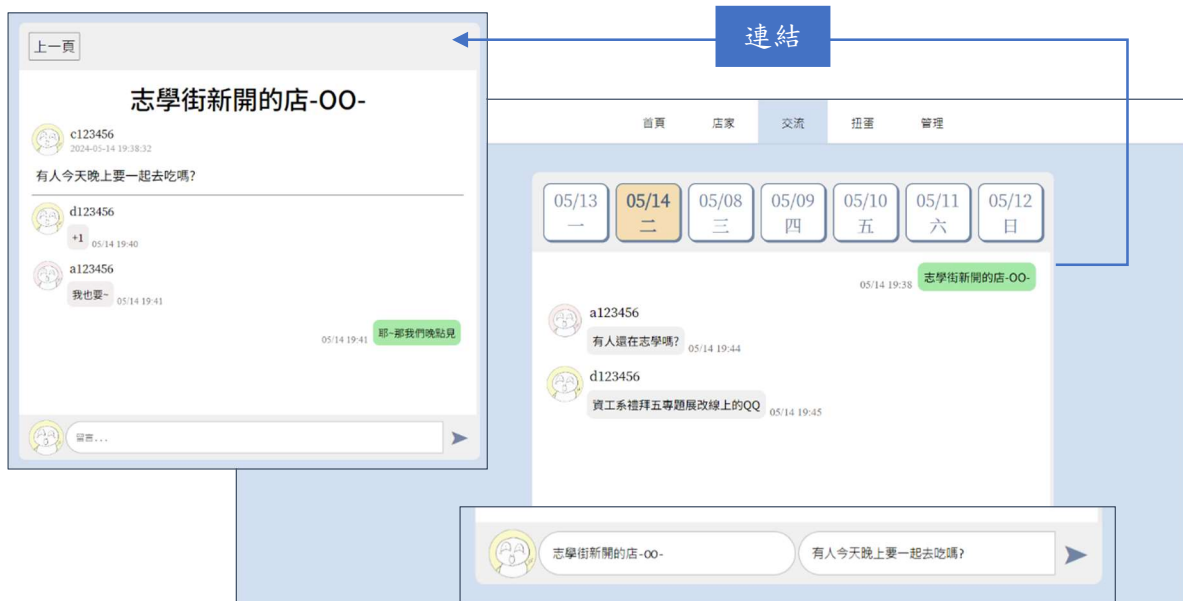 連結
上一頁
志學街新開的店-OO-
c123456
2024-05-14 19:38:32
有人今天晚上要一起去吃嗎?
d123456
+1 05/14 19:40
a123456
我也要~ 05/14 19:41
05/14 19:41 耶~那我們晚點見
留言...
首頁 店家 交流 扭蛋 管理
05/13 05/14 05/08 05/09 05/10 05/11 05/12
一 二 三 四 五 六 日
05/14 19:38 志學街新開的店-OO-
a123456
有人還在志學嗎? 05/14 19:44
d123456
資工系禮拜五專題展改線上的QQ 05/14 19:45
志學街新開的店-oo- 有人今天晚上要一起去吃嗎?